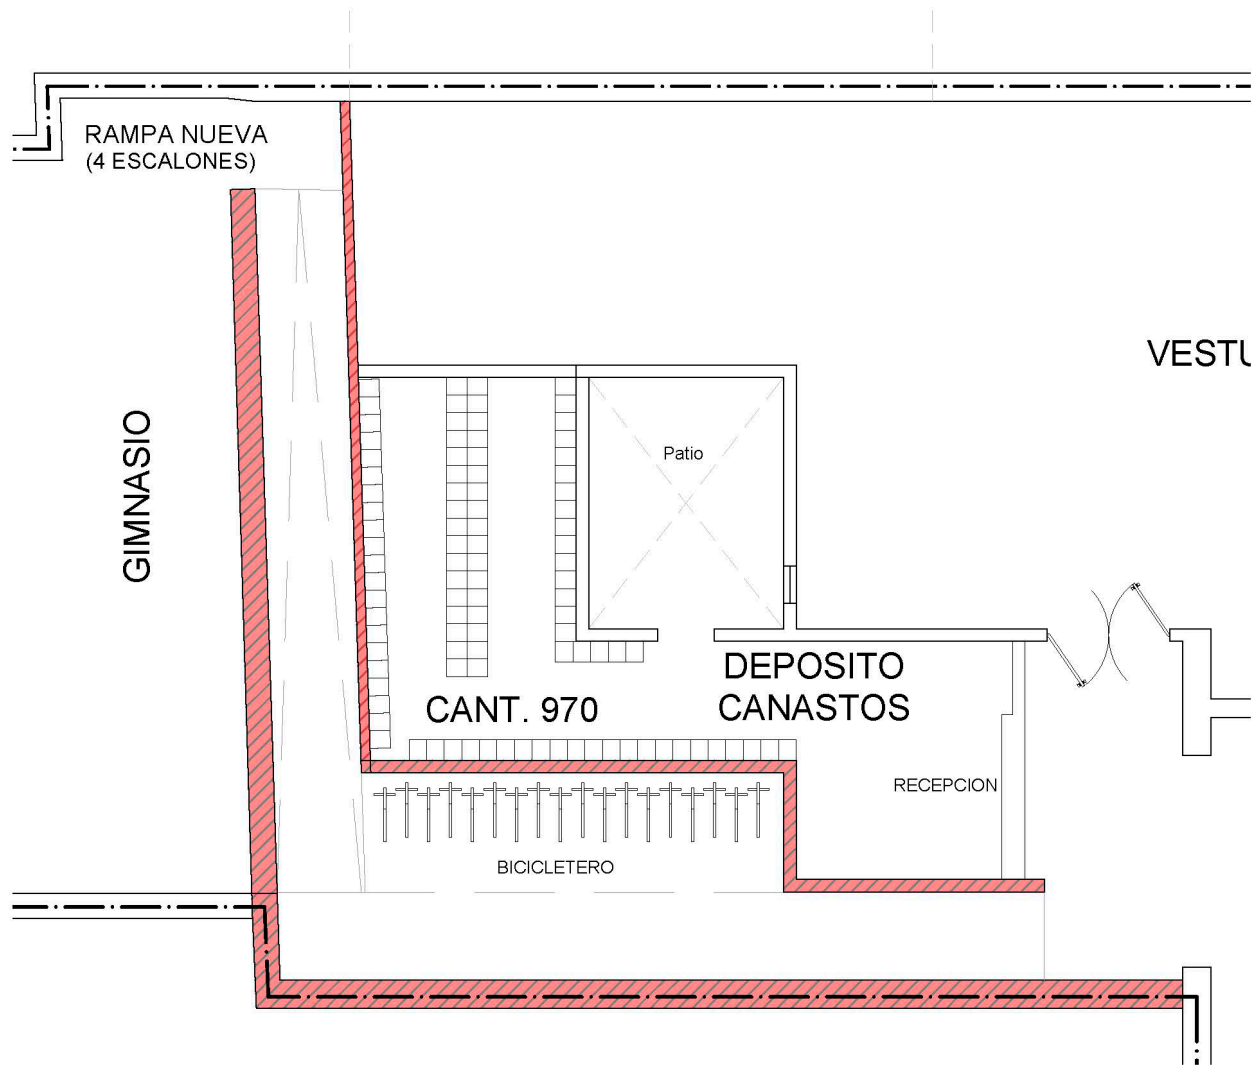 RAMPA NUEVA
(4 ESCALONES)
VESTU
GIMNASIO
Patio
DEPOSITO
CANASTOS
CANT. 970
RECEPCION
BICICLETERO